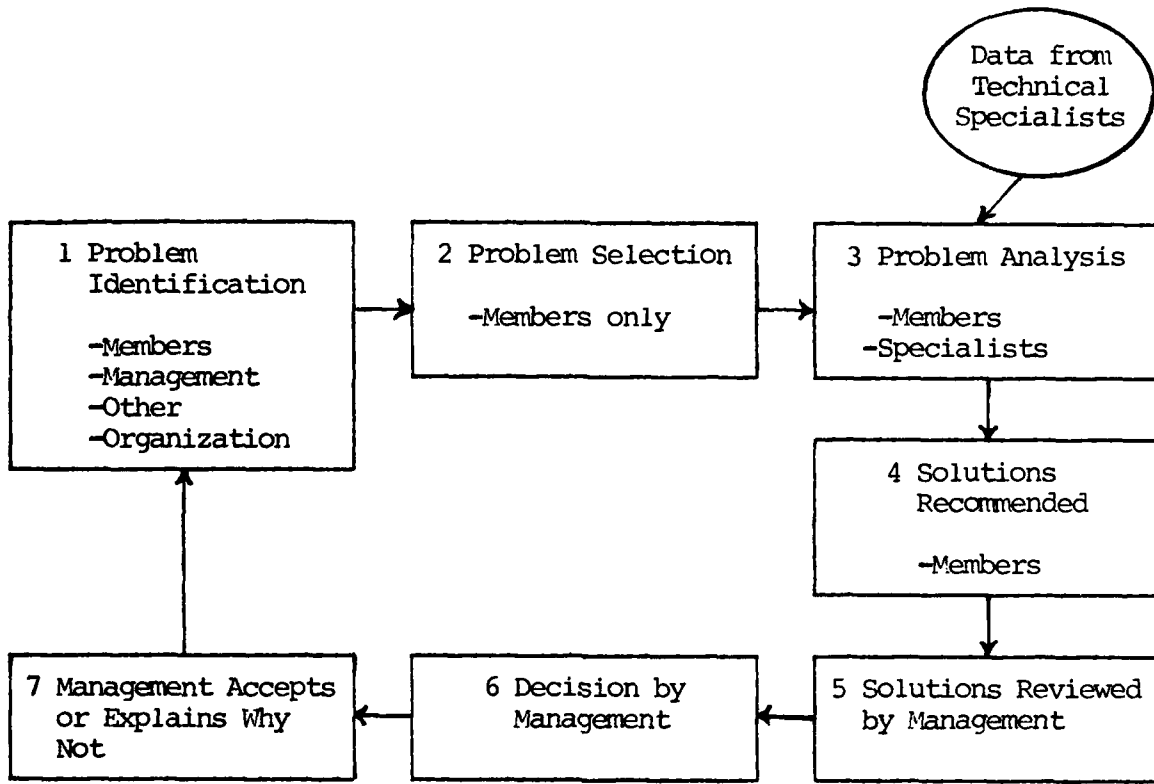 Data from
Technical
Specialists
1 Problem
Identification
-Members
-Management
-Other
-Organization
2 Problem Selection
-Members only
3 Problem Analysis
-Members
-Specialists
4 Solutions
Recommended
-Members
5 Solutions Reviewed
by Management
6 Decision by
Management
7 Management Accepts
or Explains Why
Not